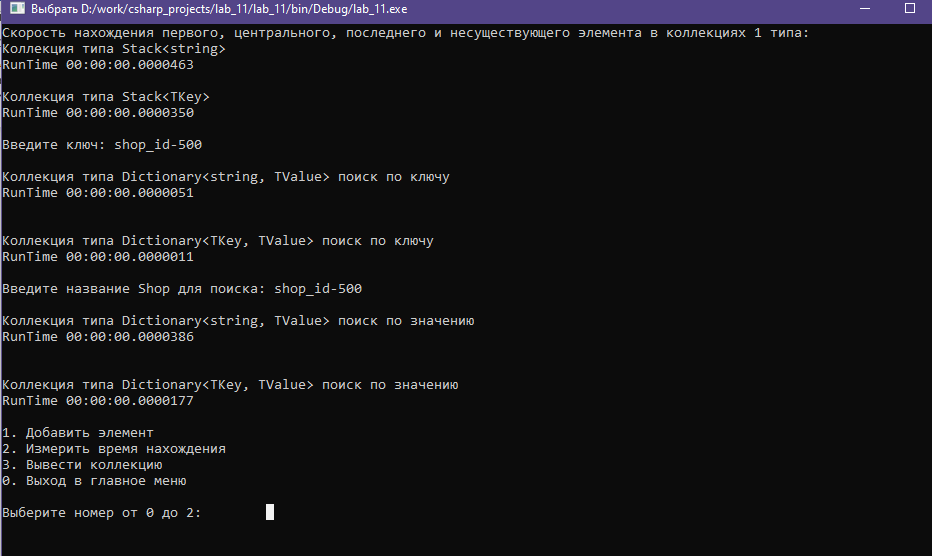 Выбрать D:/work/csharp_projects/lab_11/lab_11/bin/Debug/lab_11.exe
Скорость нахождения первого, центрального, последнего и несуществующего элемента в коллекциях 1 типа:
Коллекция типа Stack<string>
RunTime 00:00:00.0000463
Коллекция типа Stack<TKey>
RunTime 00:00:00.0000350
Введите ключ: shop_id-500
Коллекция типа Dictionary<string, TValue> поиск по ключу
RunTime 00:00:00.0000051
Коллекция типа Dictionary<TKey, TValue> поиск по ключу
RunTime 00:00:00.0000011
Введите название Shop для поиска: shop_id-500
Коллекция типа Dictionary<string, TValue> поиск по значению
RunTime 00:00:00.0000386
Коллекция типа Dictionary<TKey, TValue> поиск по значению
RunTime 00:00:00.0000177
1. Добавить элемент
2. Измерить время нахождения
3. Вывести коллекцию
0. Выход в главное меню
Выберите номер от 0 до 2: